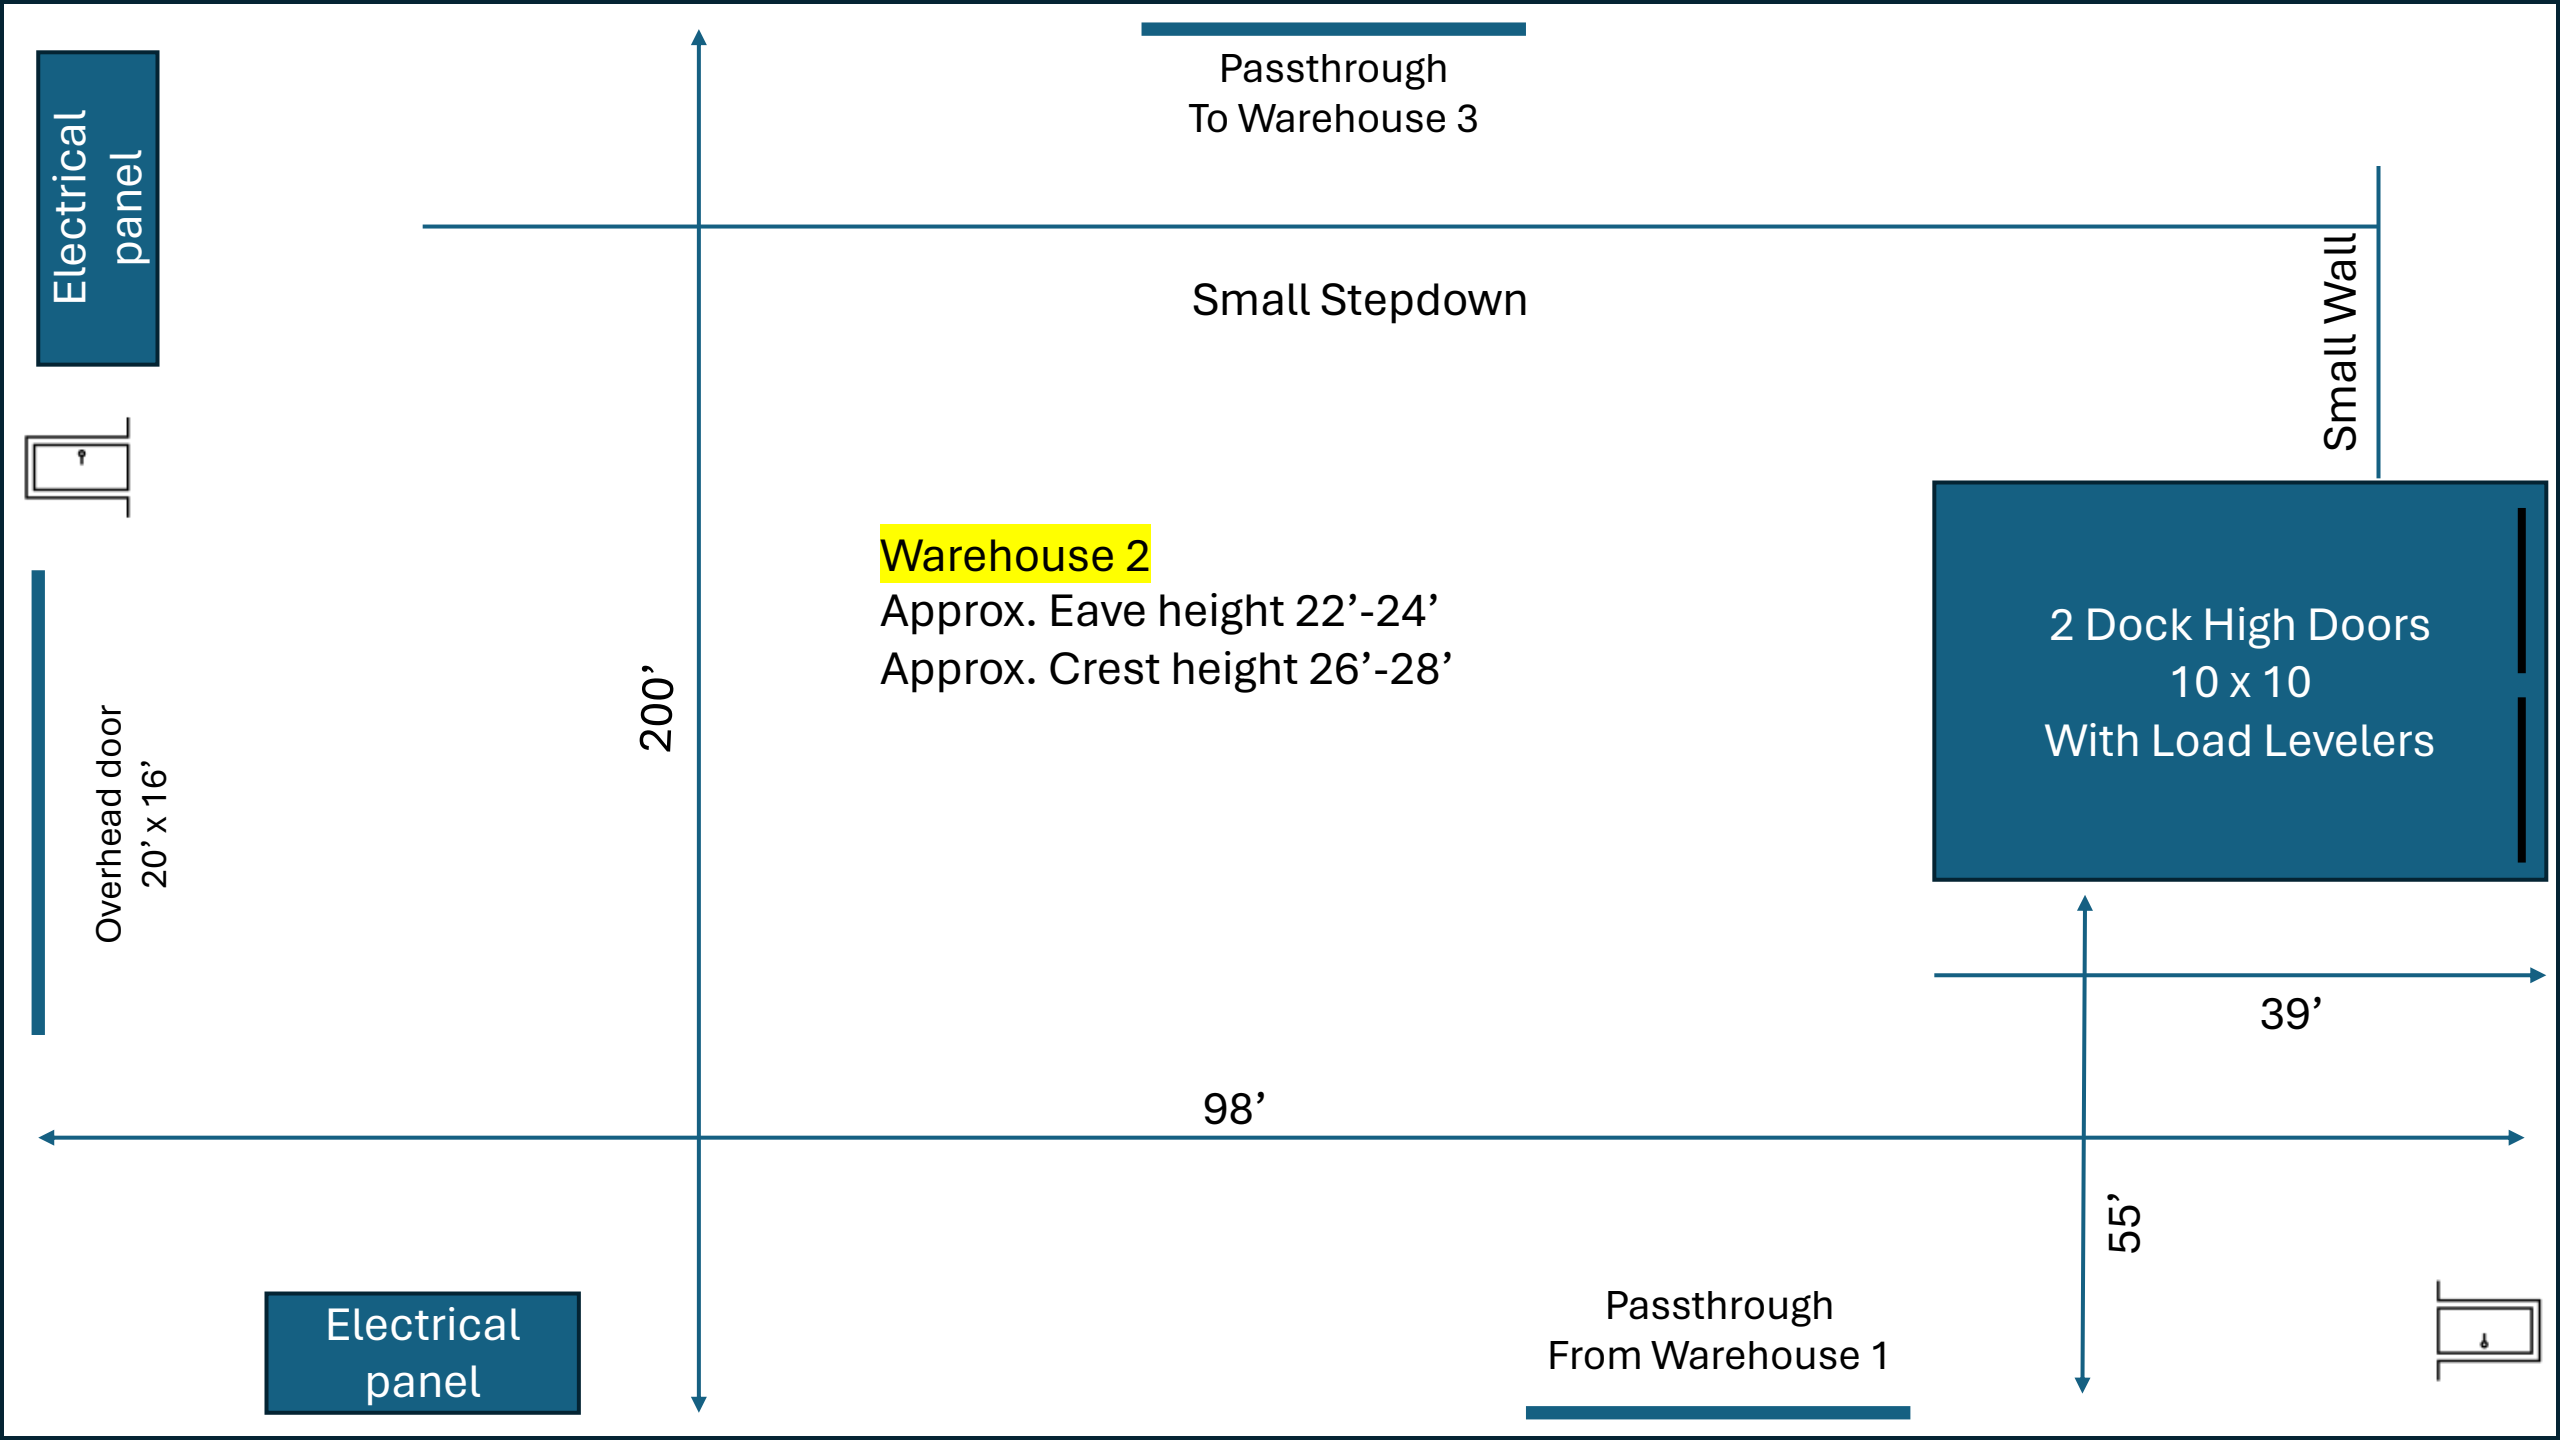 Passthrough
To Warehouse 3
Electrical
panel
Small Stepdown
Small Wall
Warehouse 2
Approx. Eave height 22’-24’
Approx. Crest height 26’-28’
200’
2 Dock High Doors
10 x 10
With Load Levelers
Overhead door
20’ x 16’
39’
98’
55’
Electrical
panel
Passthrough
From Warehouse 1